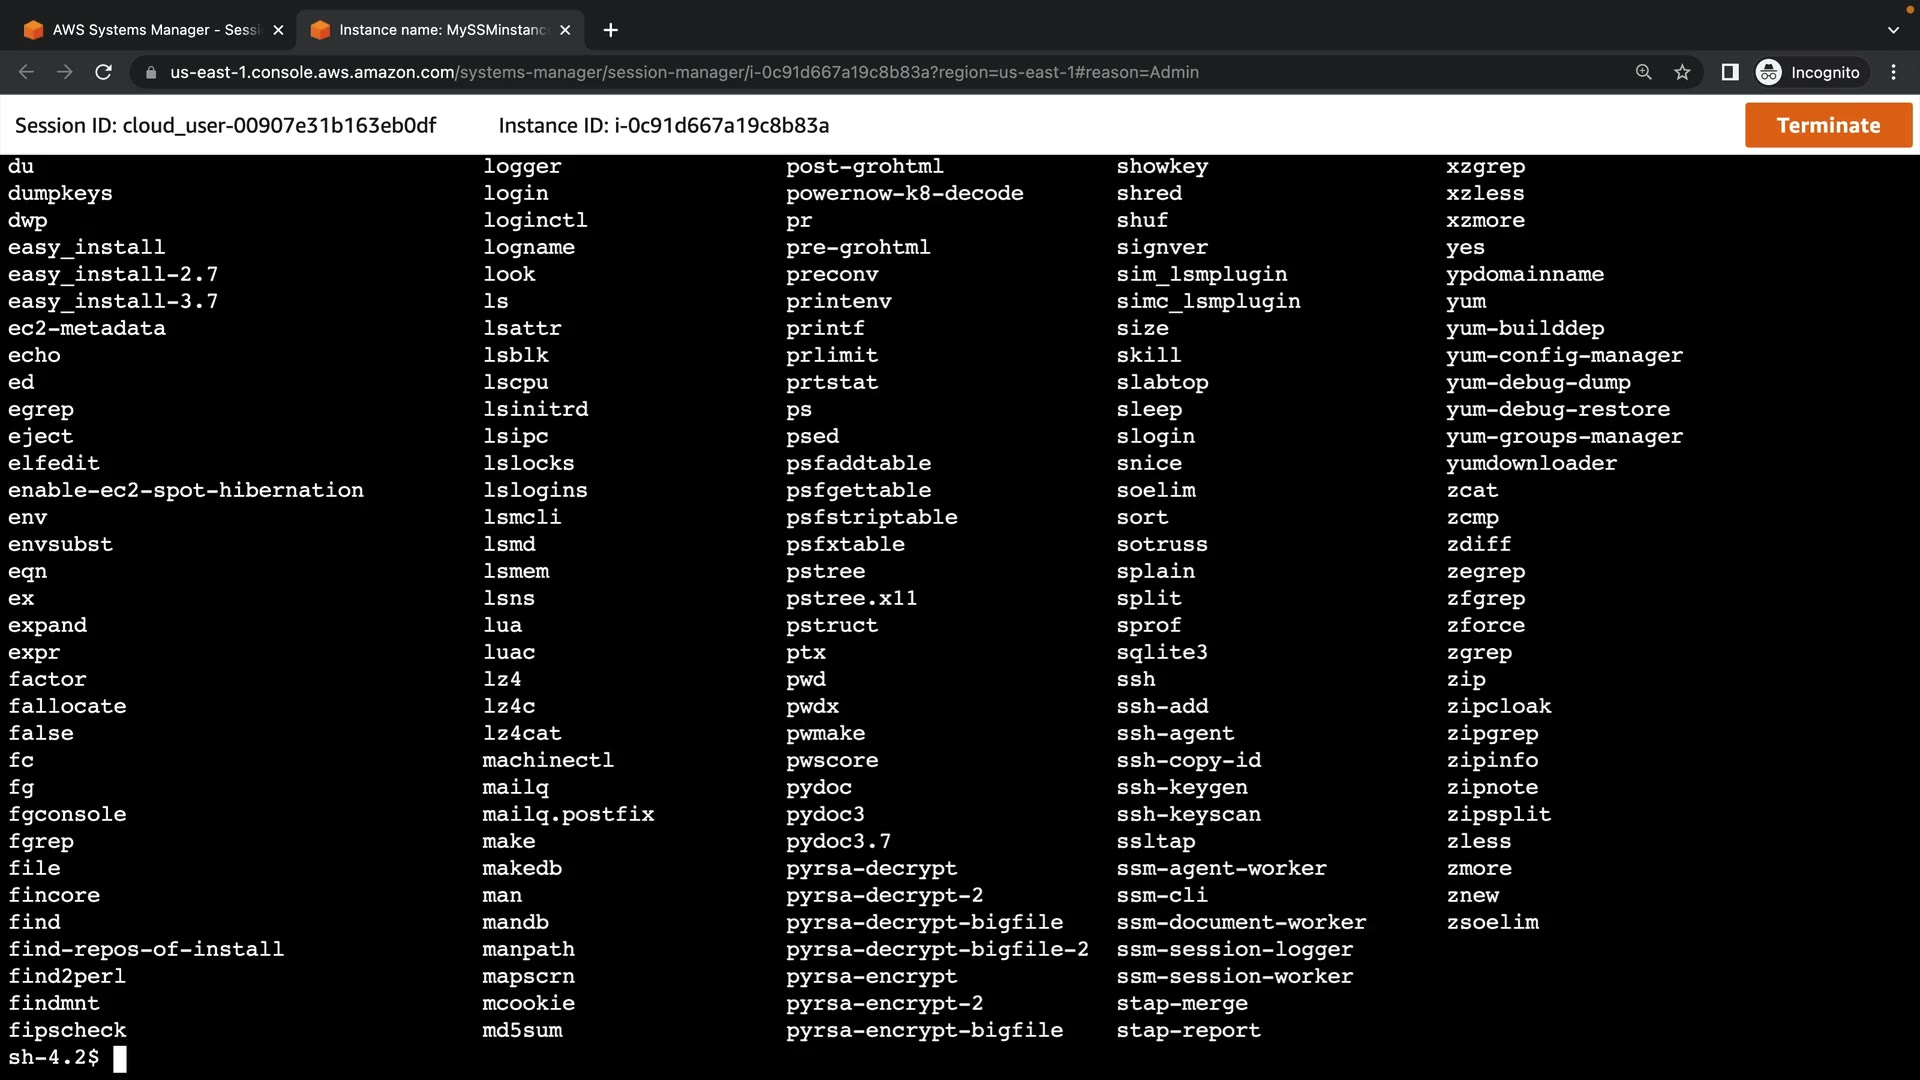 AWS Systems Manager - Sessi
Instance name: MySSMinstanc
us-east-1.console.aws.amazon.com/systems-manager/session-manager/i-0c91d667a19c8b83a?region=us-east-1#reason=Admin
Incognito
Session ID: cloud_user-00907e31b163eb0df Instance ID: i-0c91d667a19c8b83a Terminate
du logger post-grohtml showkey xzgrep
dumpkeys login powernow-k8-decode shred xzless
dwp loginctl pr shuf xzmore
easy_install logname pre-grohtml signver yes
easy_install-2.7 look preconv sim_lsmplugin ypdomainname
easy_install-3.7 ls printenv simc_lsmplugin yum
ec2-metadata lsattr printf size yum-builddep
echo lsblk prlimit skill yum-config-manager
ed lscpu prtstat slabtop yum-debug-dump
egrep lsinitrd ps sleep yum-debug-restore
eject lsipc psed slogin yum-groups-manager
elfedit lslocks psfaddtable snice yumdownloader
enable-ec2-spot-hibernation lslogins psfgettable soelim zcat
env lsmcli psfstriptable sort zcmp
envsubst lsmd psfxtable sotruss zdiff
eqn lsmem pstree splain zegrep
ex lsns pstree.x11 split zfgrep
expand lua pstruct sprof zforce
expr luac ptx sqlite3 zgrep
factor lz4 pwd ssh zip
fallocate lz4c pwdx ssh-add zipcloak
false lz4cat pwmake ssh-agent zipgrep
fc machinectl pwscore ssh-copy-id zipinfo
fg mailq pydoc ssh-keygen zipnote
fgconsole mailq.postfix pydoc3 ssh-keyscan zipsplit
fgrep make pydoc3.7 ssltap zless
file makedb pyrsa-decrypt ssm-agent-worker zmore
fincore man pyrsa-decrypt-2 ssm-cli znew
find mandb pyrsa-decrypt-bigfile ssm-document-worker zsoelim
find-repos-of-install manpath pyrsa-decrypt-bigfile-2 ssm-session-logger
find2perl mapscrn pyrsa-encrypt ssm-session-worker
findmnt mcookie pyrsa-encrypt-2 stap-merge
fipscheck md5sum pyrsa-encrypt-bigfile stap-report
sh-4.2$